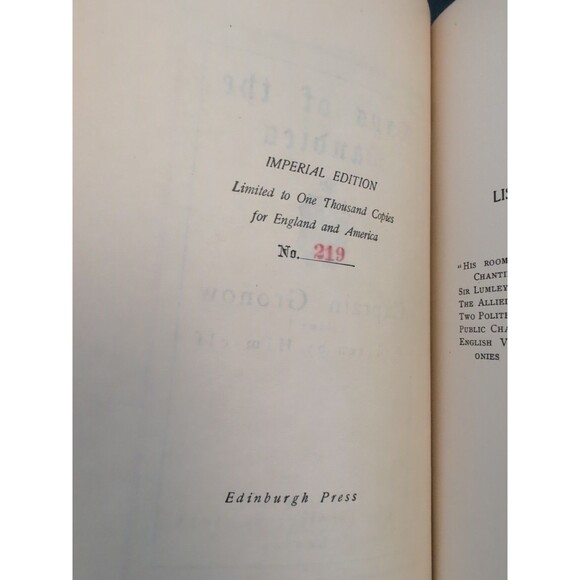 IMPERIAL EDITION
Limited to One Thousand Copies
for England and America
No. 219
Edinburgh Press
LIS
"HIS ROOM
CHANTI
SIR LUMLEY
THE ALLIE
TWO POLITE
PUBLIC CHA
ENGLISH V
ONIES